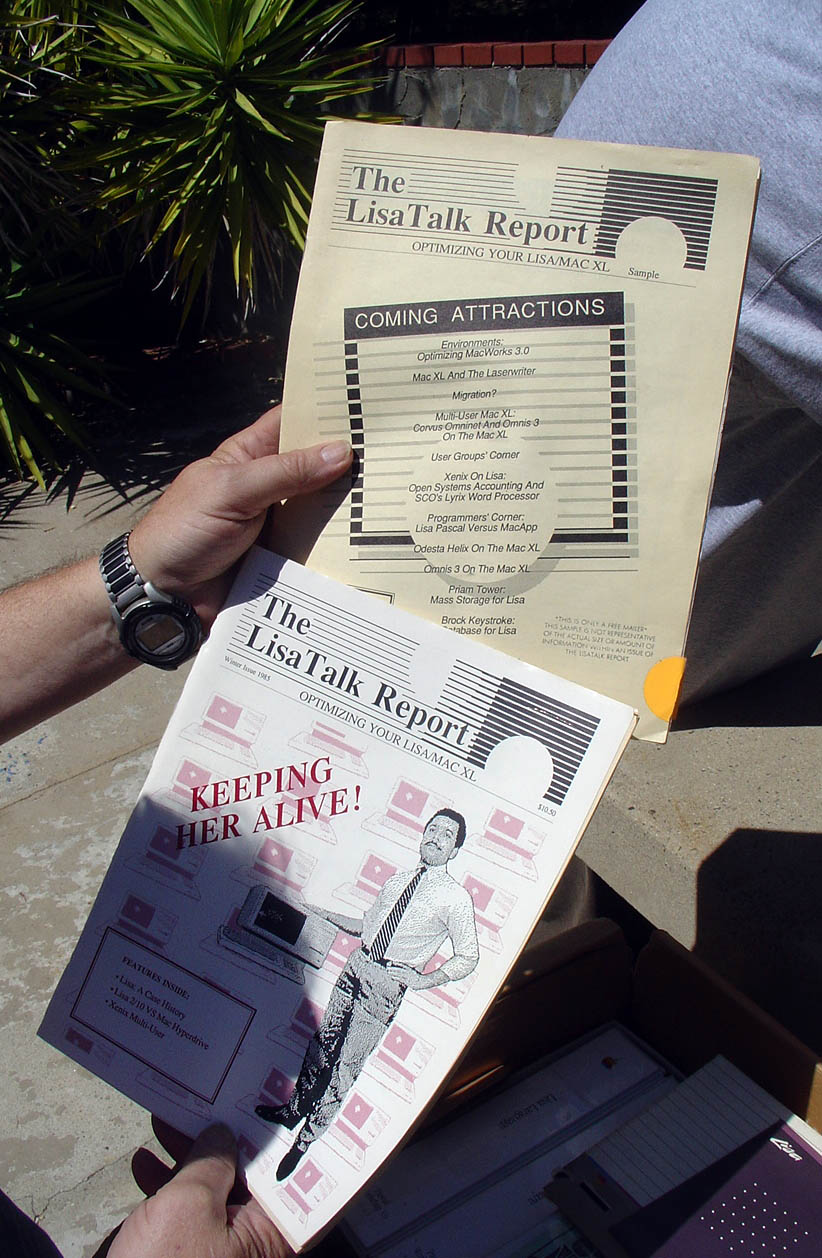 The
LisaTalk Report
OPTIMIZING YOUR LISA/MAC XL
Sample
COMING ATTRACTIONS
Environments:
Optimizing MacWorks 3.0
Mac XL And The Laserwriter
Migration?
Multi-User Mac XL:
Corvus Omninet And Omnis 3
On The Mac XL
User Groups' Corner
Xenix On Lisa:
Open Systems Accounting And
SCO's Lyrix Word Processor
Programmers' Corner:
Lisa Pascal Versus MacApp
Odesta Helix On The Mac XL
Omnis 3 On The Mac XL
Priam Tower:
Mass Storage for Lisa
Brock Keystroke:
tabase for Lisa
*THIS IS ONLY A FREE MAILER*
THIS SAMPLE IS NOT REPRESENTATIVE
OF THE ACTUAL SIZE OR AMOUNT OF
INFORMATION WITHIN AN ISSUE OF
THE LISATALK REPORT
The
LisaTalk Report
Winter Issue 1985
OPTIMIZING YOUR LISA/MAC XL
$10.50
KEEPING
HER ALIVE!
FEATURES INSIDE:
• Lisa: A Case History
• Lisa 2/10 VS Mac Hyperdrive
• Xenix Multi-User
Lisa Language
Lisa